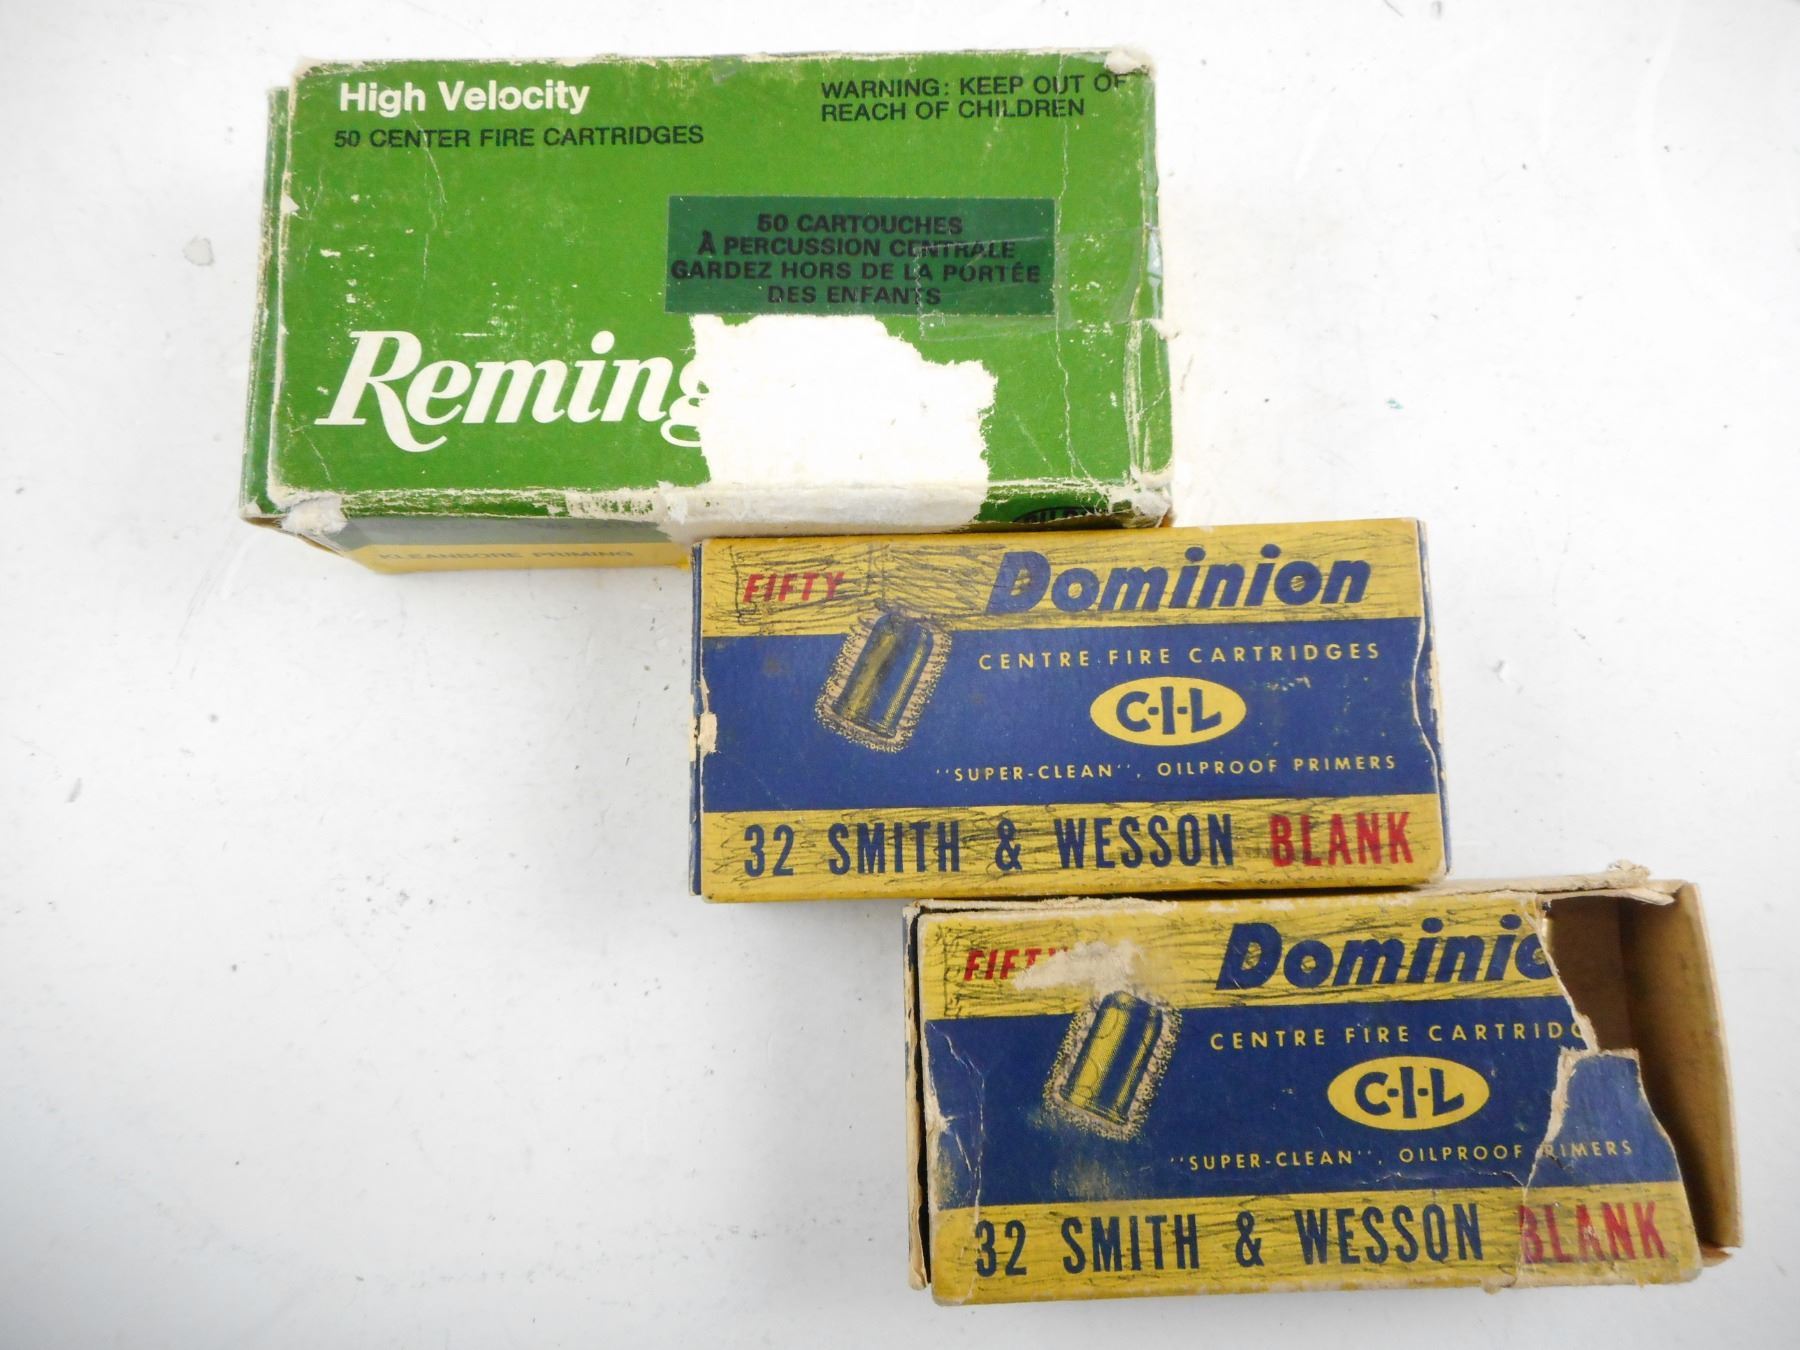 High Velocity
50 CENTER FIRE CARTRIDGES
WARNING: KEEP OUT OF
REACH OF CHILDREN
50 CARTOUCHES
À PERCUSSION CENTRALE
GARDEZ HORS DE LA PORTÉE
DES ENFANTS
Reming
KLEANBORE PRIMING
FIFTY
Dominion
CENTRE FIRE CARTRIDGES
C-I-L
"SUPER-CLEAN", OILPROOF PRIMERS
32 SMITH & WESSON BLANK
FIFTY
Dominio
CENTRE FIRE CARTRIDG
C-I-L
"SUPER-CLEAN", OILPROOF RIMERS
32 SMITH & WESSON BLANK